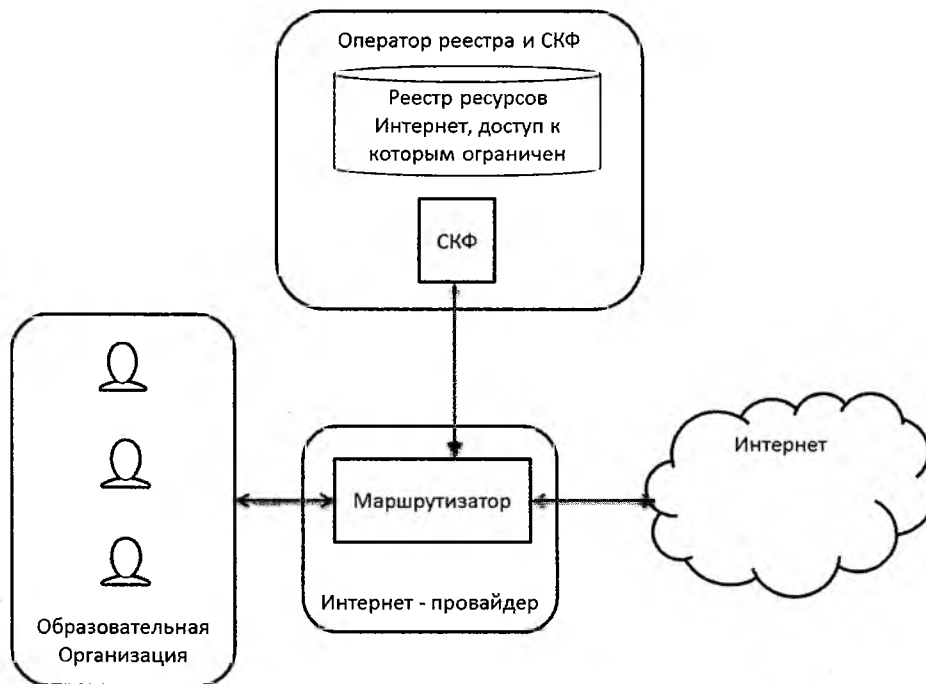 Оператор реестра и СКФ
Реестр ресурсов
Интернет, доступ к
которым ограничен
СКФ
Интернет
Маршрутизатор
Интернет - провайдер
Образовательная
Организация